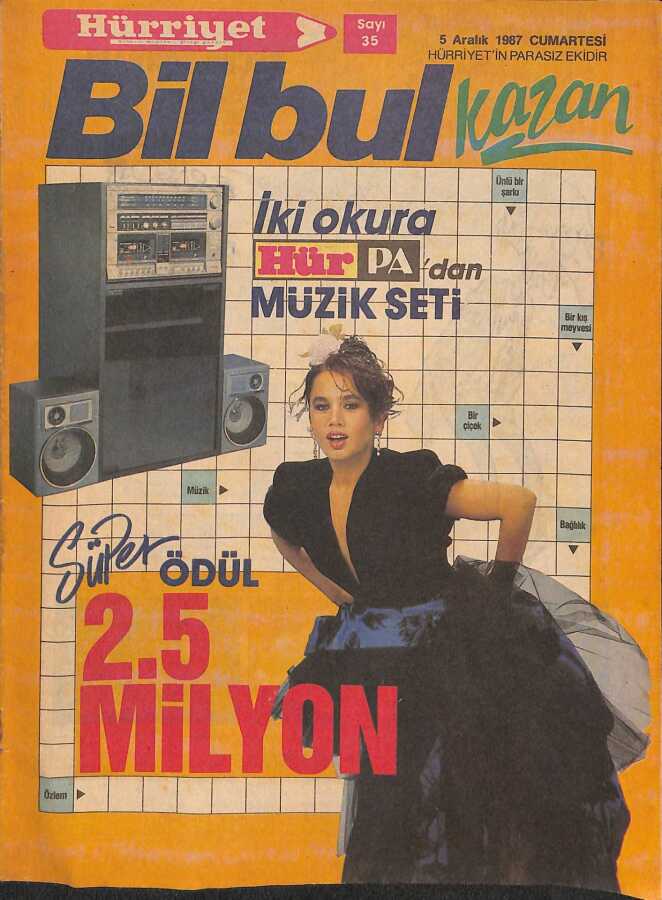 Hürriyet
Sayı
35
5 Aralık 1987 CUMARTESİ
HÜRRİYET'İN PARASIZ EKİDİR
Bil bul kazan
Ünlü bir
şarkı
İki okura
Hür PA 'dan
MÜZİK SETİ
Bir kış
meyvesi
Bir
çiçek
Müzik
Bağlılık
Süper ÖDÜL
2.5
MİLYON
Özlem